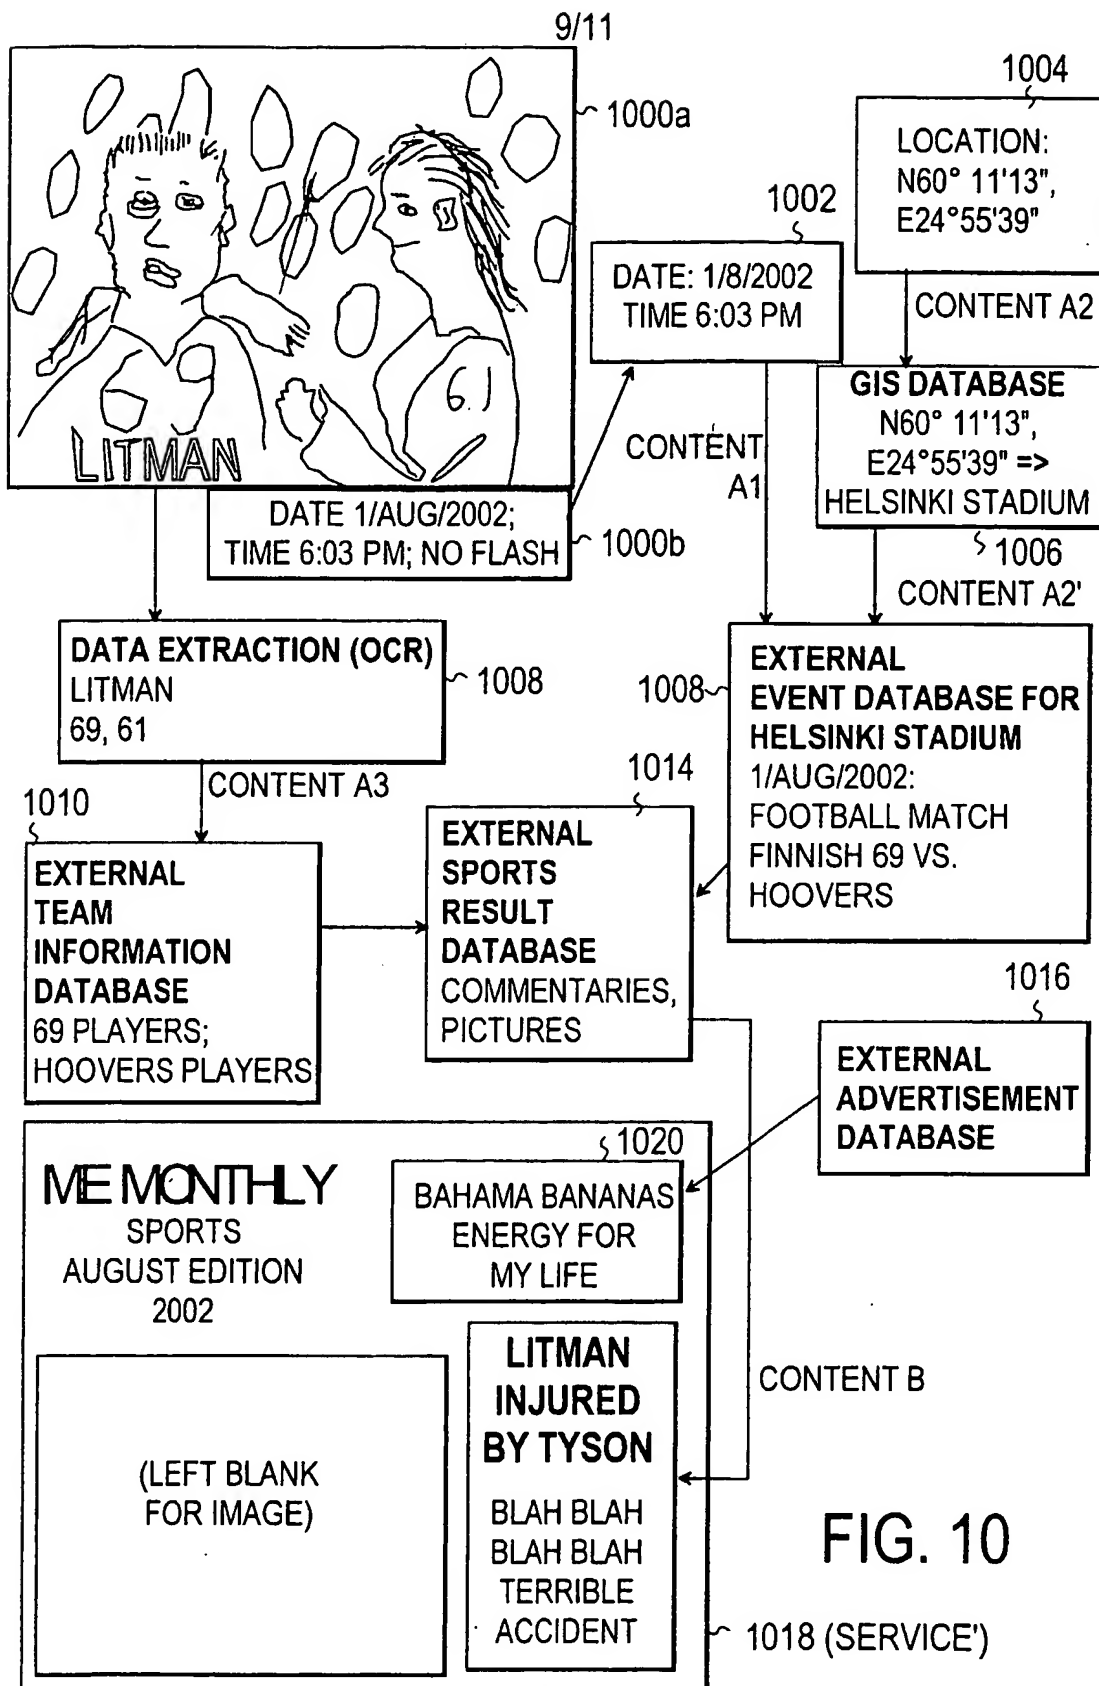 9/11
1000a
LITMAN
61
DATE 1/AUG/2002;
TIME 6:03 PM; NO FLASH
1000b
1002
DATE: 1/8/2002
TIME 6:03 PM
1004
LOCATION:
N60° 11'13",
E24°55'39"
CONTENT A2
GIS DATABASE
N60° 11'13",
E24°55'39" =>
HELSINKI STADIUM
1006
CONTENT
A1
CONTENT A2'
DATA EXTRACTION (OCR)
LITMAN
69, 61
1008
CONTENT A3
1008
EXTERNAL
EVENT DATABASE FOR
HELSINKI STADIUM
1/AUG/2002:
FOOTBALL MATCH
FINNISH 69 VS.
HOOVERS
1010
EXTERNAL
TEAM
INFORMATION
DATABASE
69 PLAYERS;
HOOVERS PLAYERS
1014
EXTERNAL
SPORTS
RESULT
DATABASE
COMMENTARIES,
PICTURES
1016
EXTERNAL
ADVERTISEMENT
DATABASE
ME MONTHLY
SPORTS
AUGUST EDITION
2002
1020
BAHAMA BANANAS
ENERGY FOR
MY LIFE
(LEFT BLANK
FOR IMAGE)
LITMAN
INJURED
BY TYSON
BLAH BLAH
BLAH BLAH
TERRIBLE
ACCIDENT
CONTENT B
1018 (SERVICE')
FIG. 10